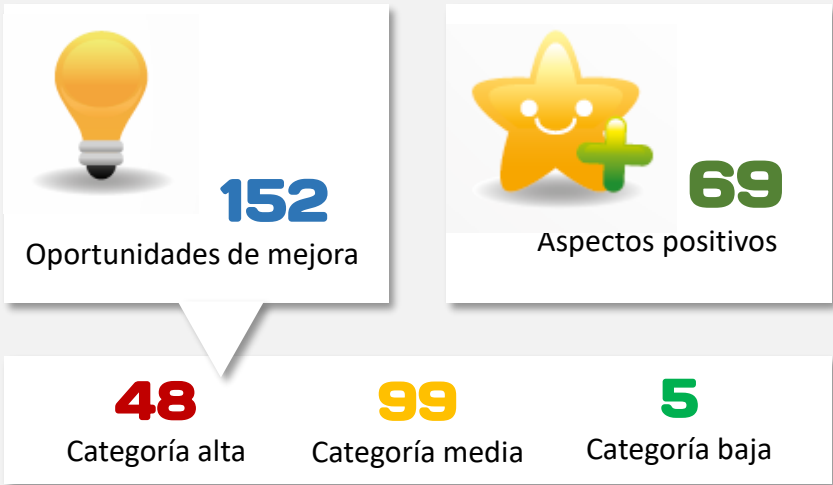 152
Oportunidades de mejora
69
Aspectos positivos
48
Categoría alta
99
Categoría media
5
Categoría baja